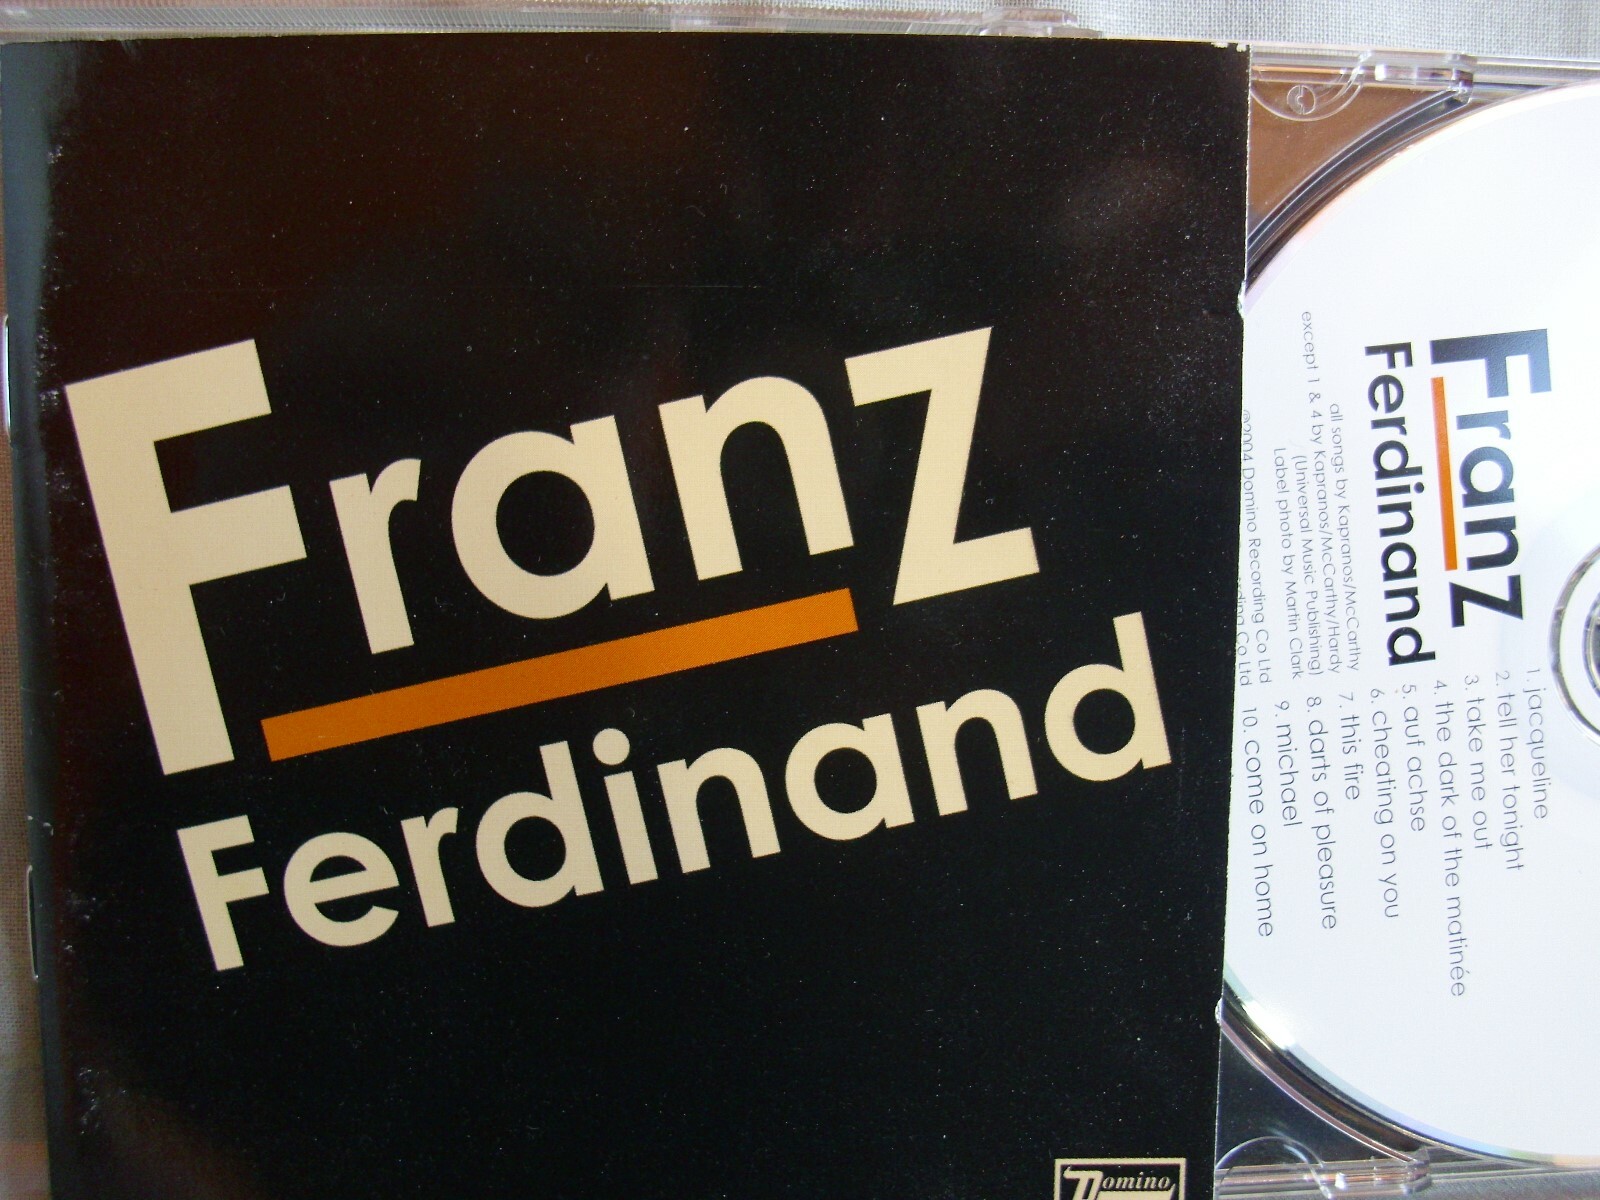 Franz
Ferdinand
Domino
Franz
Ferdinand
all songs by Kapranos/McCarthy
except 1 & 4 by Kapranos/McCarthy/Hardy
(Universal Music Publishing)
Label photo by Martin Clark
2004 Domino Recording Co Ltd
Co Ltd
1. jacqueline
2. tell her tonight
3. take me out
4. the dark of the matinée
5. auf achse
6. cheating on you
7. this fire
8. darts of pleasure
9. michael
10. come on home